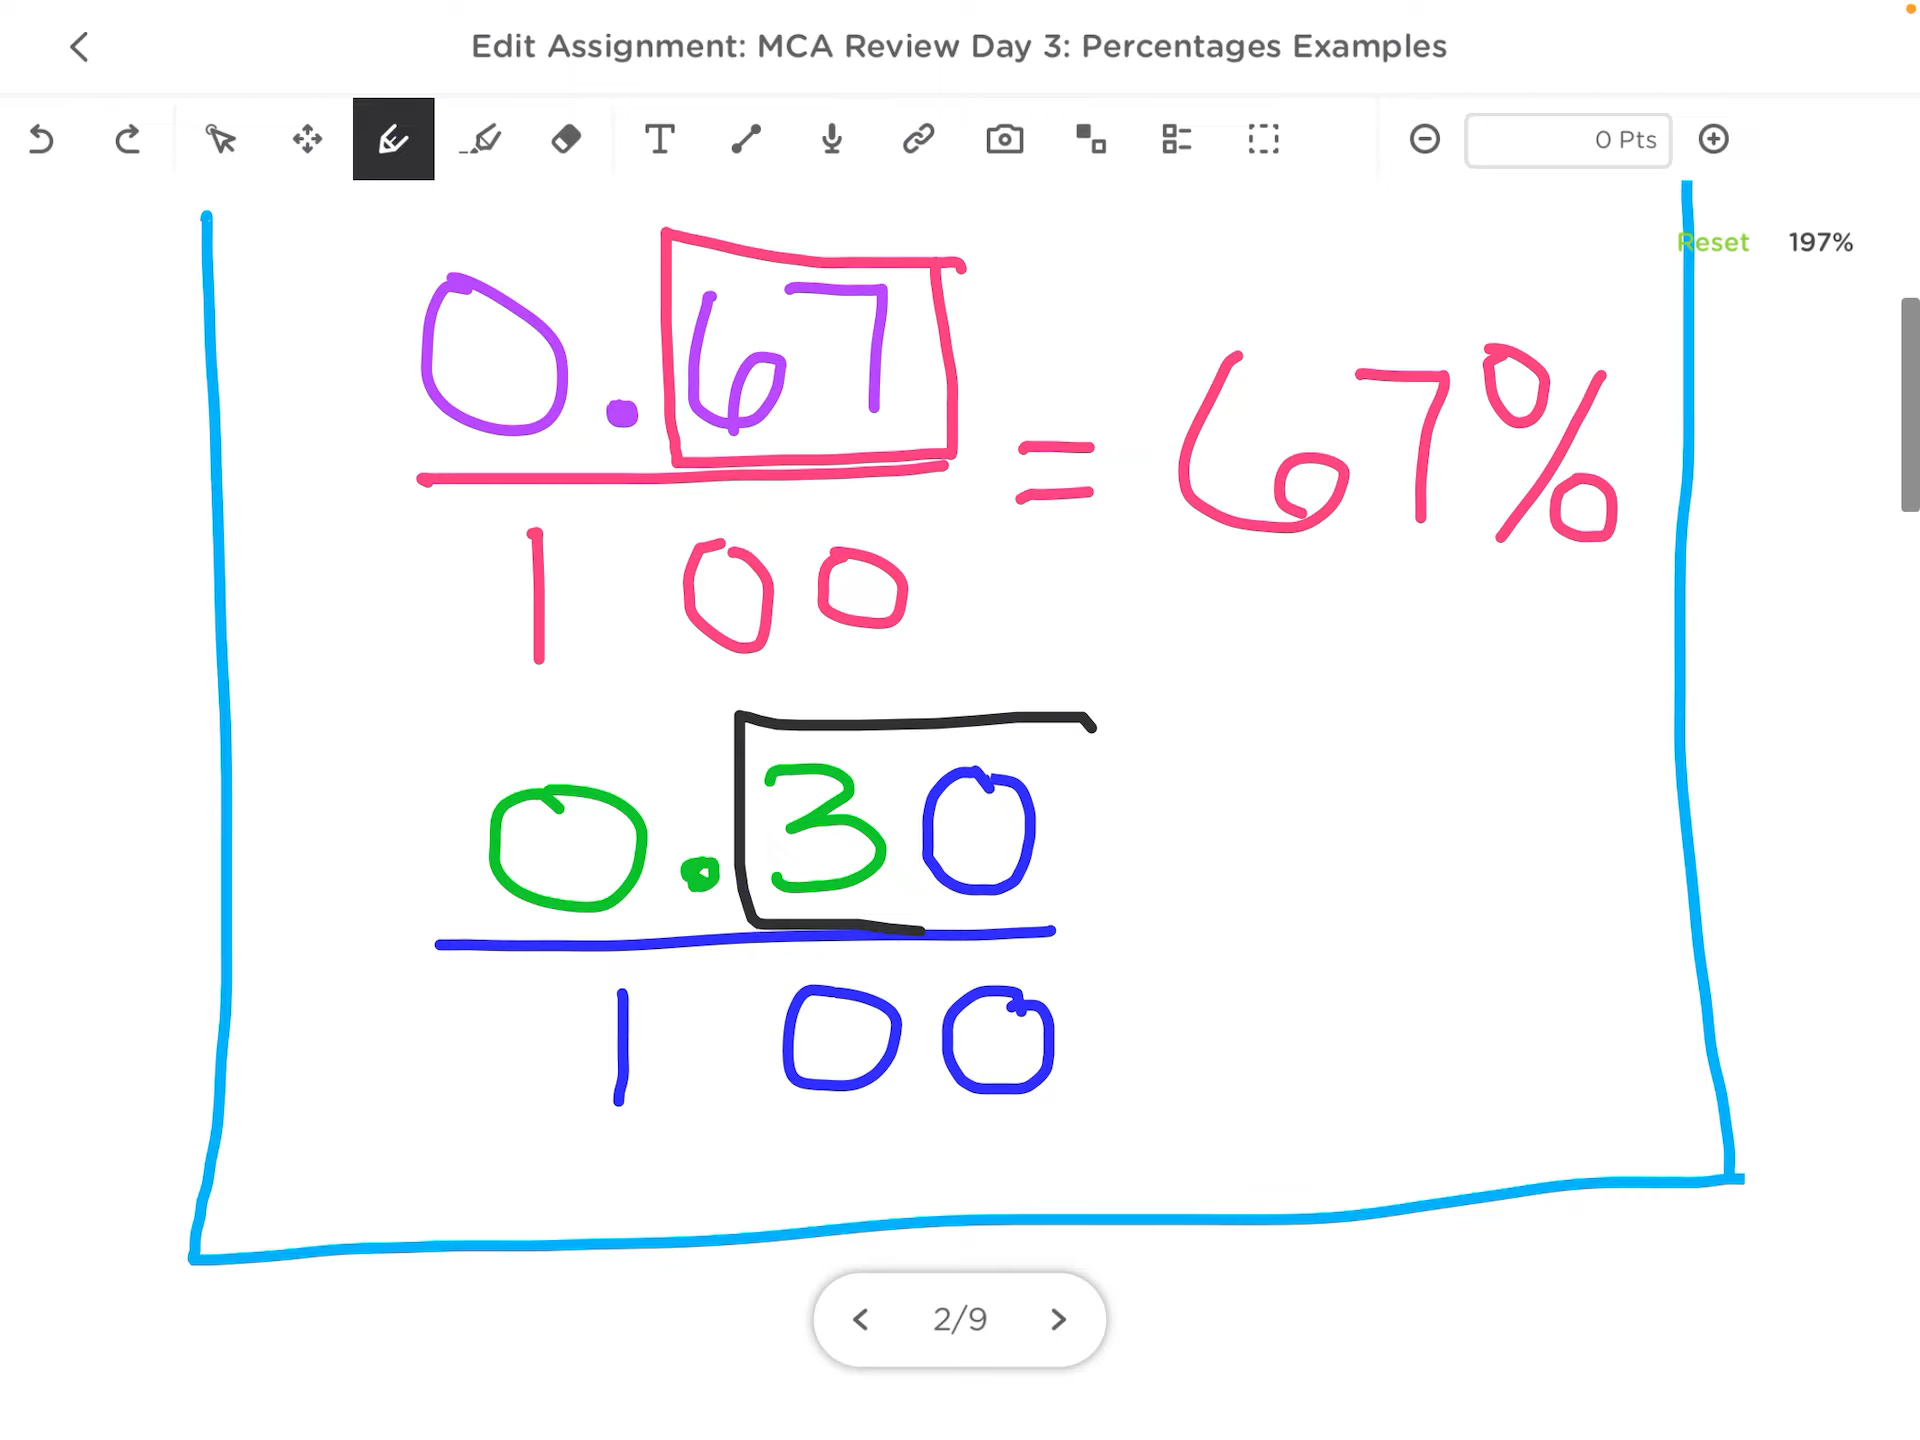 Edit Assignment: MCA Review Day 3: Percentages Examples
T
0 Pts
Reset 197%
0.67
= 67%
100
0.30
100
2/9